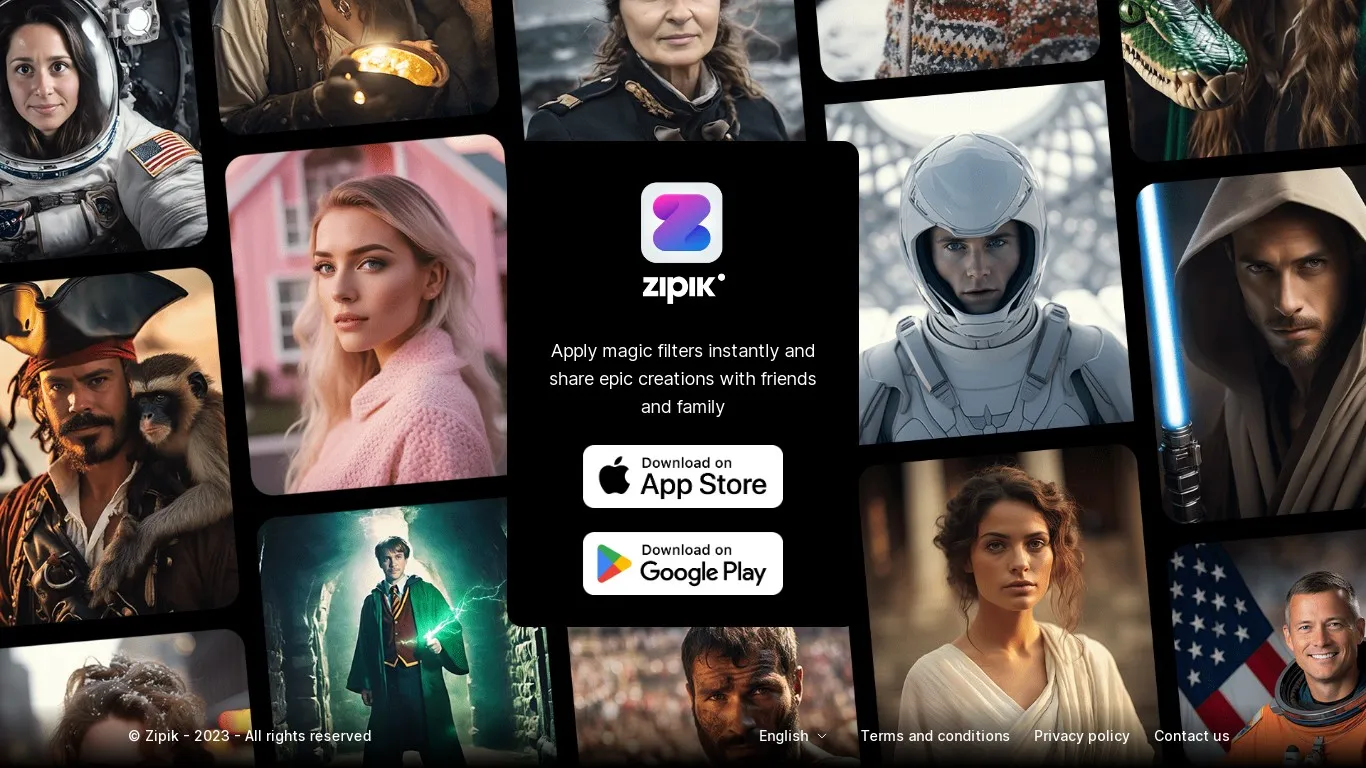 zipik
Apply magic filters instantly and
share epic creations with friends
and family
Download on
App Store
Download on
Google Play
© Zipik - 2023 - All rights reserved
English
Terms and conditions
Privacy policy
Contact us